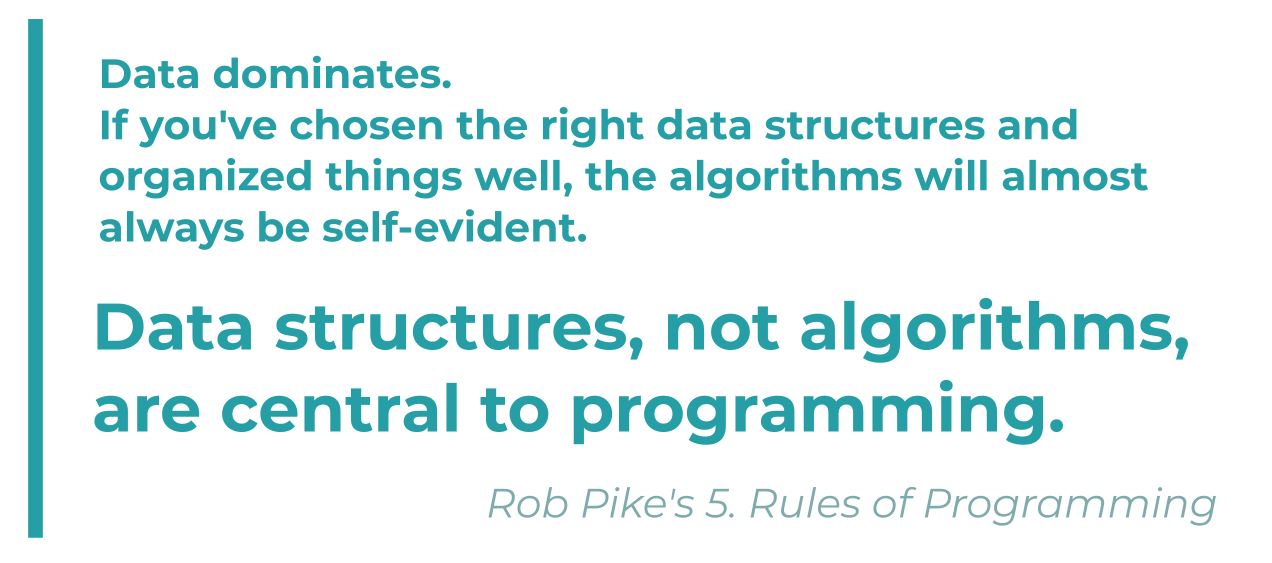 Data dominates.
If you've chosen the right data structures and
organized things well, the algorithms will almost
always be self-evident.
Data structures, not algorithms,
are central to programming.
Rob Pike's 5. Rules of Programming